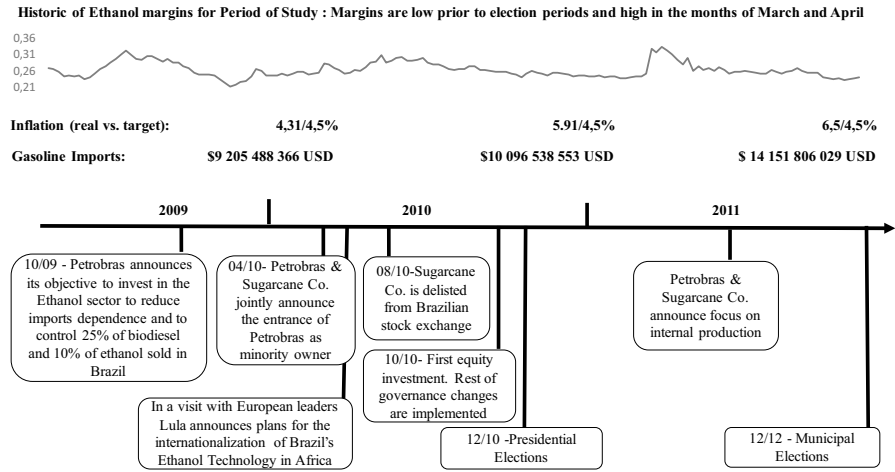 Historic of Ethanol margins for Period of Study : Margins are low prior to election periods and high in the months of March and April
0,36
0,31
0,26
0,21
Inflation (real vs. target): 4,31/4,5% 5.91/4,5% 6,5/4,5%
Gasoline Imports: $9 205 488 366 USD $10 096 538 553 USD $ 14 151 806 029 USD
2009 2010 2011
10/09 - Petrobras announces
its objective to invest in the
Ethanol sector to reduce
imports dependence and to
control 25% of biodiesel
and 10% of ethanol sold in
Brazil
04/10- Petrobras &
Sugarcane Co.
jointly announce
the entrance of
Petrobras as
minority owner
08/10-Sugarcane
Co. is delisted
from Brazilian
stock exchange
Petrobras &
Sugarcane Co.
announce focus on
internal production
10/10- First equity
investment. Rest of
governance changes
are implemented
In a visit with European leaders
Lula announces plans for the
internationalization of Brazil's
Ethanol Technology in Africa
12/10 -Presidential
Elections
12/12 - Municipal
Elections